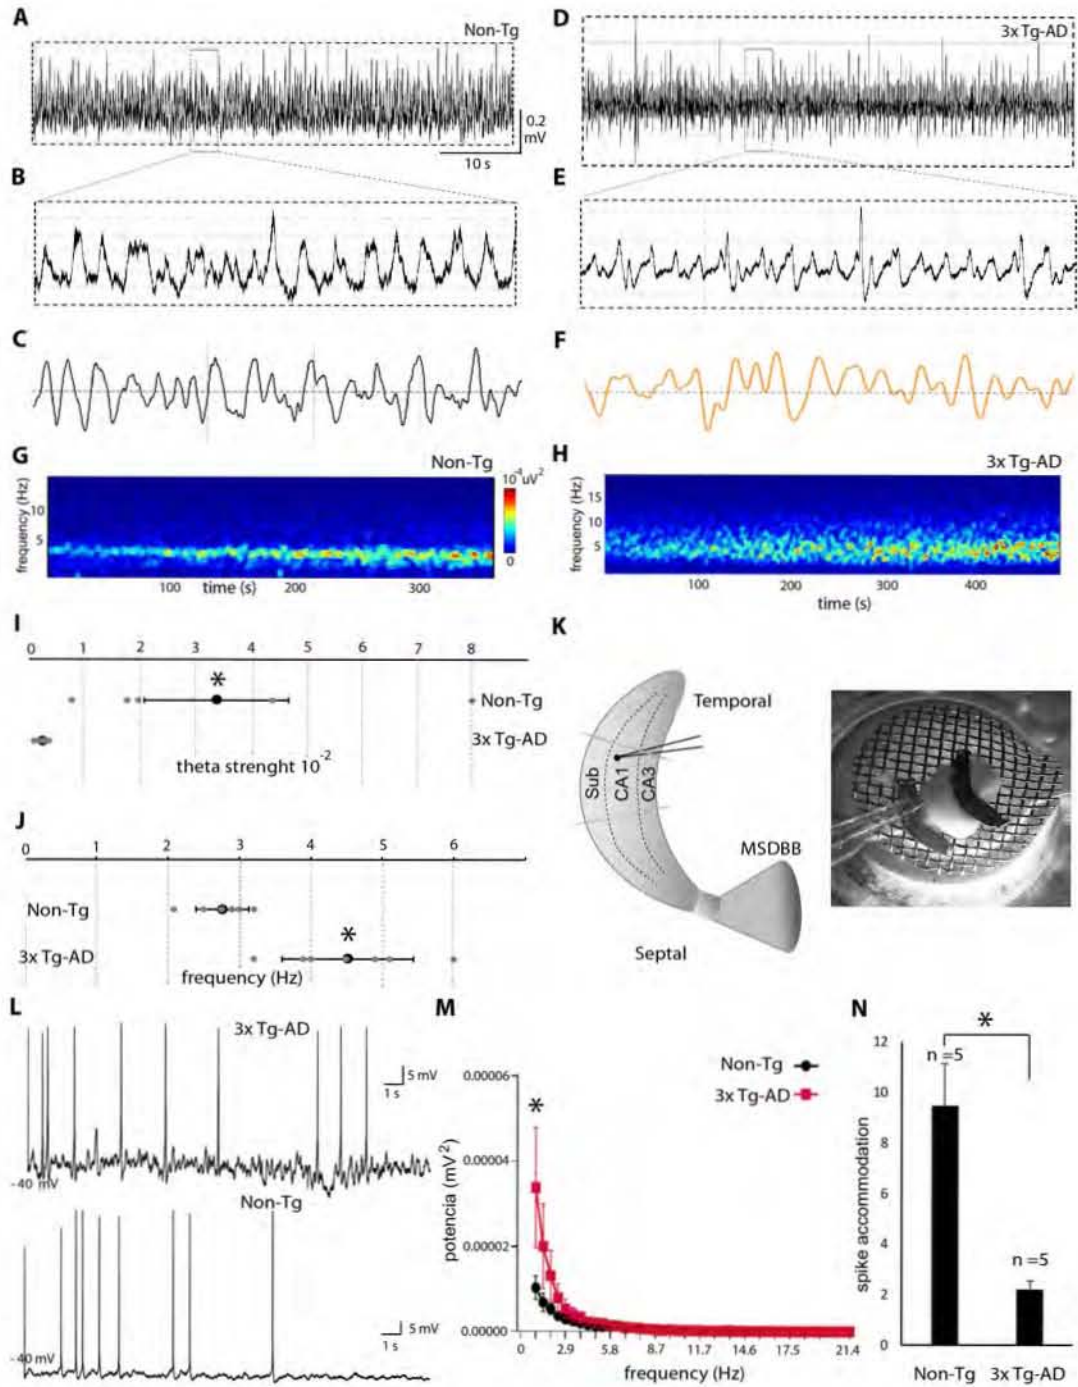 A
Non-Tg
D
3x Tg-AD
0.2
mV
10 s
B
E
C
F
G
Non-Tg
10⁻⁴uV²
0
frequency (Hz)
10
5
100
200
300
time (s)
H
3x Tg-AD
frequency (Hz)
15
10
5
100
200
300
400
time (s)
I
0 1 2 3 4 5 6 7 8
*
Non-Tg
3x Tg-AD
theta strenght 10⁻²
J
0 1 2 3 4 5 6
Non-Tg
*
3x Tg-AD
frequency (Hz)
K
Temporal
Sub
CA1
CA3
MSDBB
Septal
L
3x Tg-AD
5 mV
1 s
-40 mV
Non-Tg
5 mV
1 s
-40 mV
M
Non-Tg
3x Tg-AD
*
potencia (mV²)
0.00006
0.00004
0.00002
0.00000
0 2.9 5.8 8.7 11.7 14.6 17.5 21.4
frequency (Hz)
N
*
n =5
n =5
spike accommodation
12
10
8
6
4
2
0
Non-Tg 3x Tg-AD